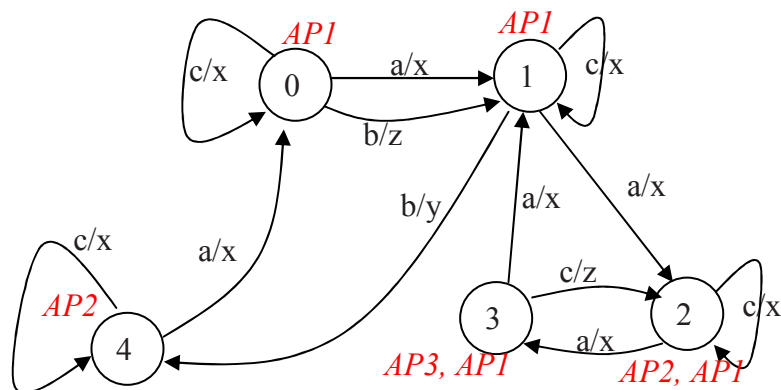 AP1
AP1
c/x
0
a/x
1
c/x
b/z
b/y
a/x
a/x
c/x
a/x
c/z
AP2
4
3
2
c/x
a/x
AP3, AP1
AP2, AP1